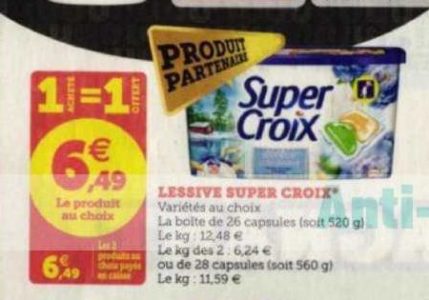 PRODUIT
PARTENAIRE
Super
Croix
1 ACHETÉ = 1 OFFERT
6€,49
Le produit
au choix
Les 2
produits au
choix payés
en caisse
6€,49
LESSIVE SUPER CROIX*
Variétés au choix
La boîte de 26 capsules (soit 520 g)
Le kg : 12,48 €
Le kg des 2 : 6,24 €
ou de 28 capsules (soit 560 g)
Le kg : 11,59 €
Anti-